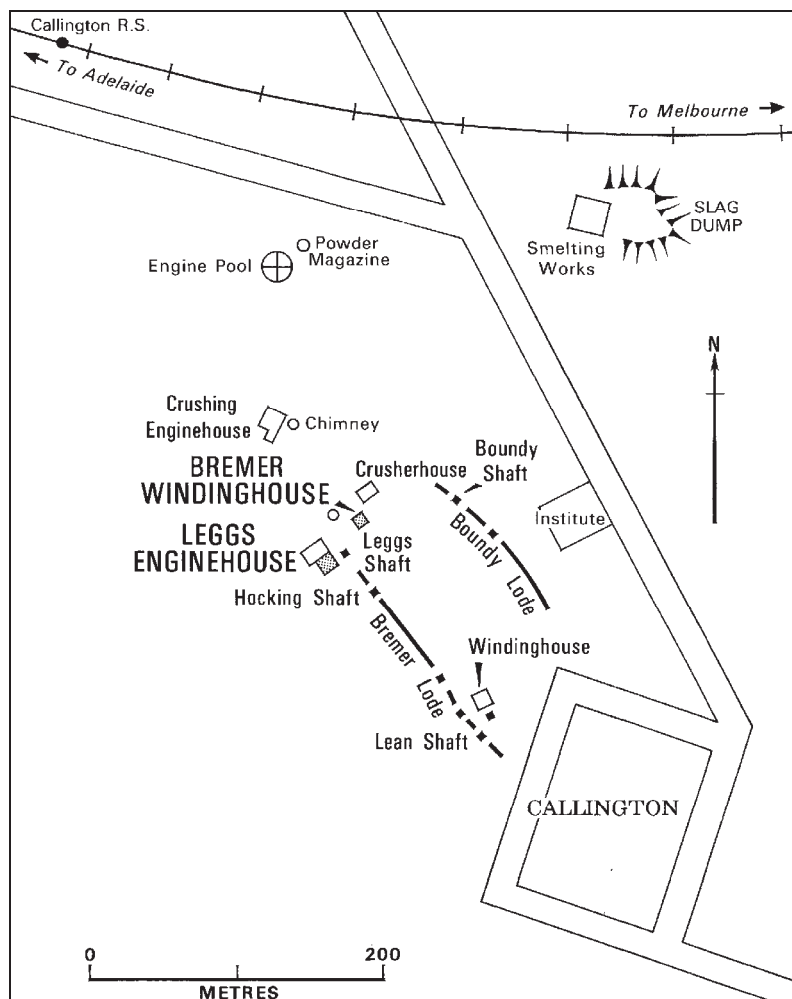 Callington R.S.
To Adelaide
To Melbourne
SLAG
DUMP
Smelting
Works
Powder
Magazine
Engine Pool
N
Crushing
Enginehouse
Chimney
Boundy
Shaft
Crusherhouse
BREMER
WINDINGHOUSE
Institute
Boundy Lode
LEGGS
ENGINEHOUSE
Leggs
Shaft
Hocking Shaft
Bremer Lode
Windinghouse
Lean Shaft
CALLINGTON
0
200
METRES